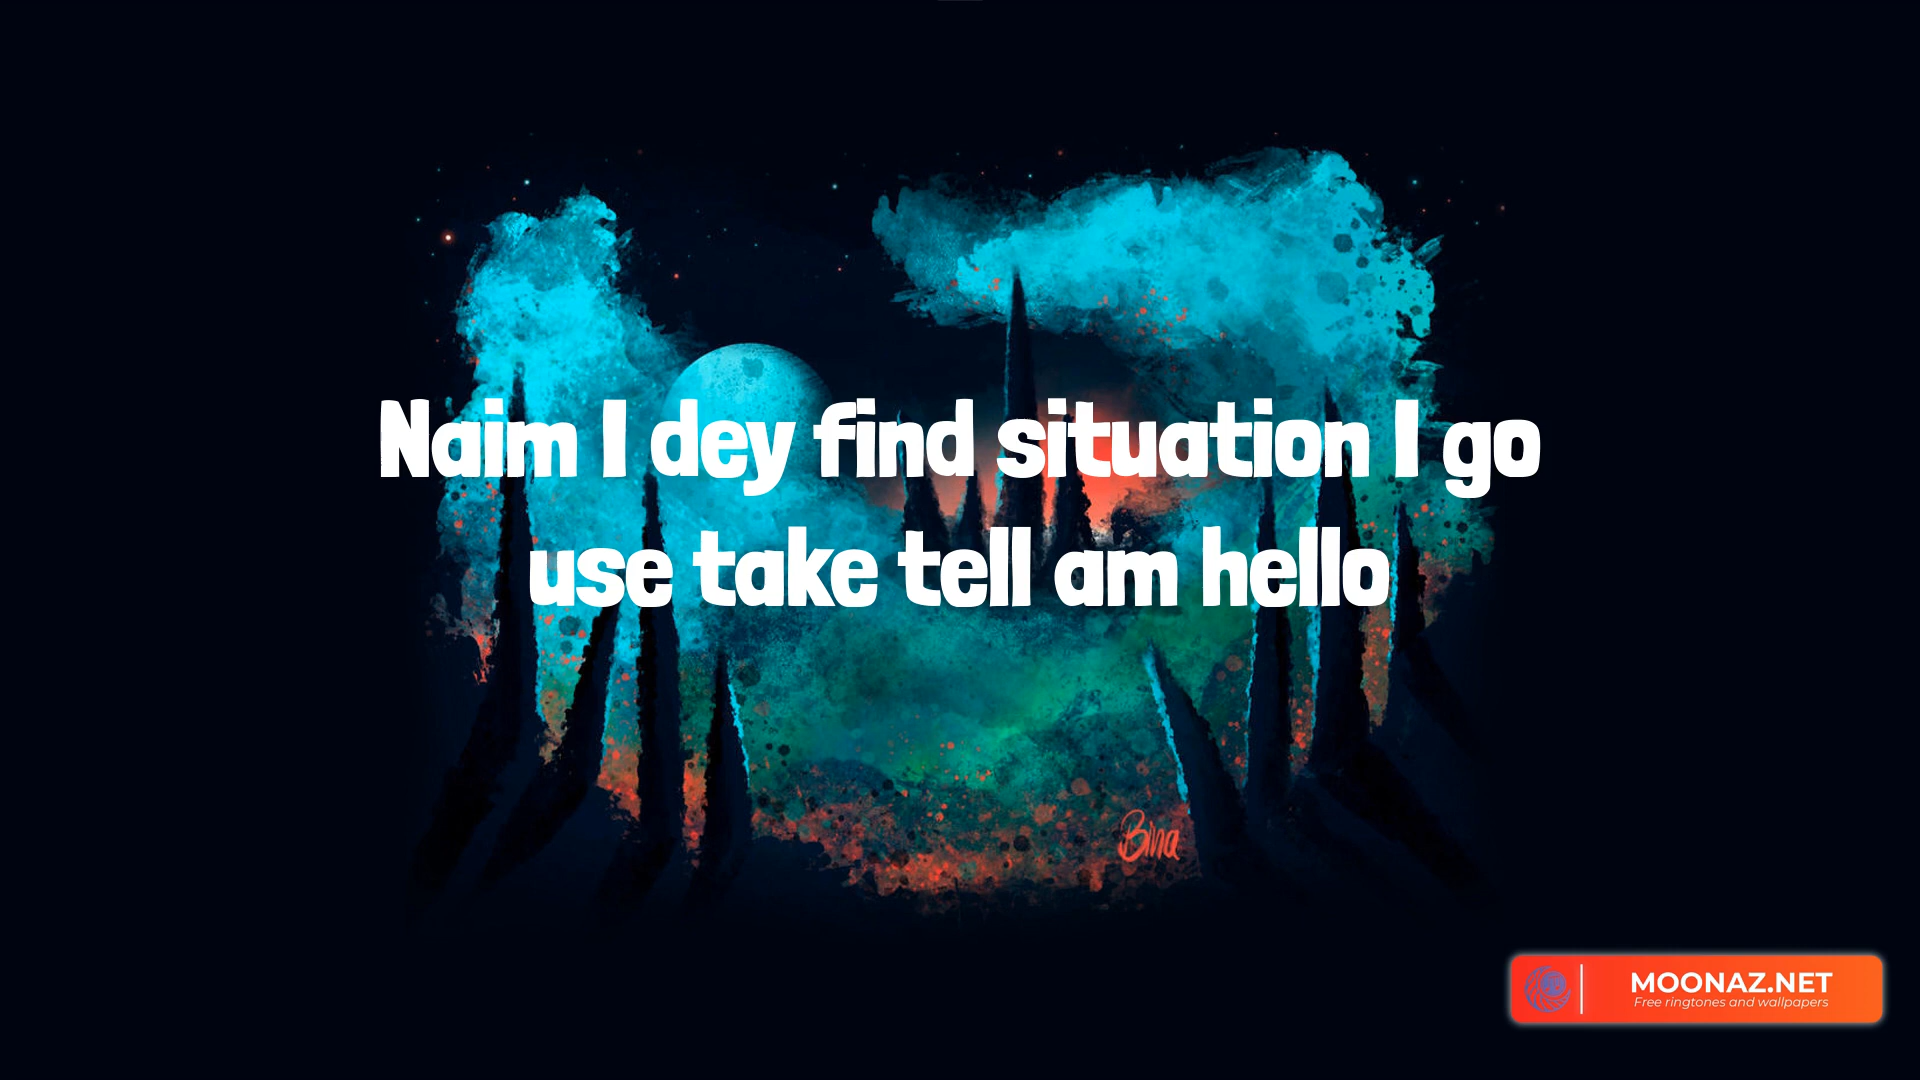 Naim I dey find situation I go
use take tell am hello
Bina
MOONAZ.NET
Free ringtones and wallpapers